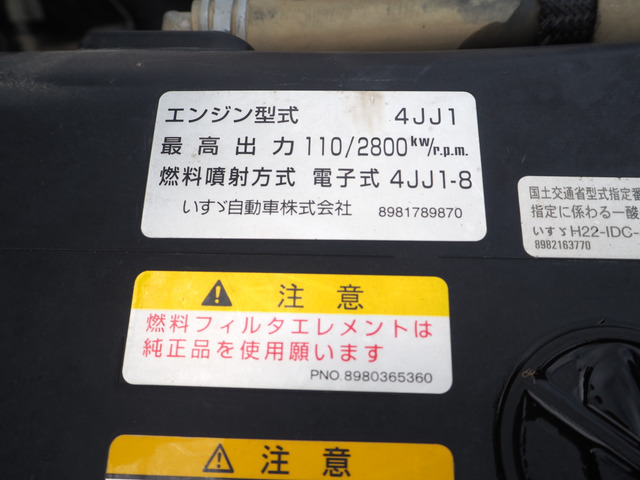 エンジン型式 4JJ1
最高出力 110/2800kw/r.p.m.
燃料噴射方式 電子式 4JJ1-8
いすゞ自動車株式会社 8981789870
国土交通省型式指定番
指定に係わる一酸
いすゞH22-IDC-
8982163770
注意
燃料フィルタエレメントは
純正品を使用願います
PNO.8980365360
注意